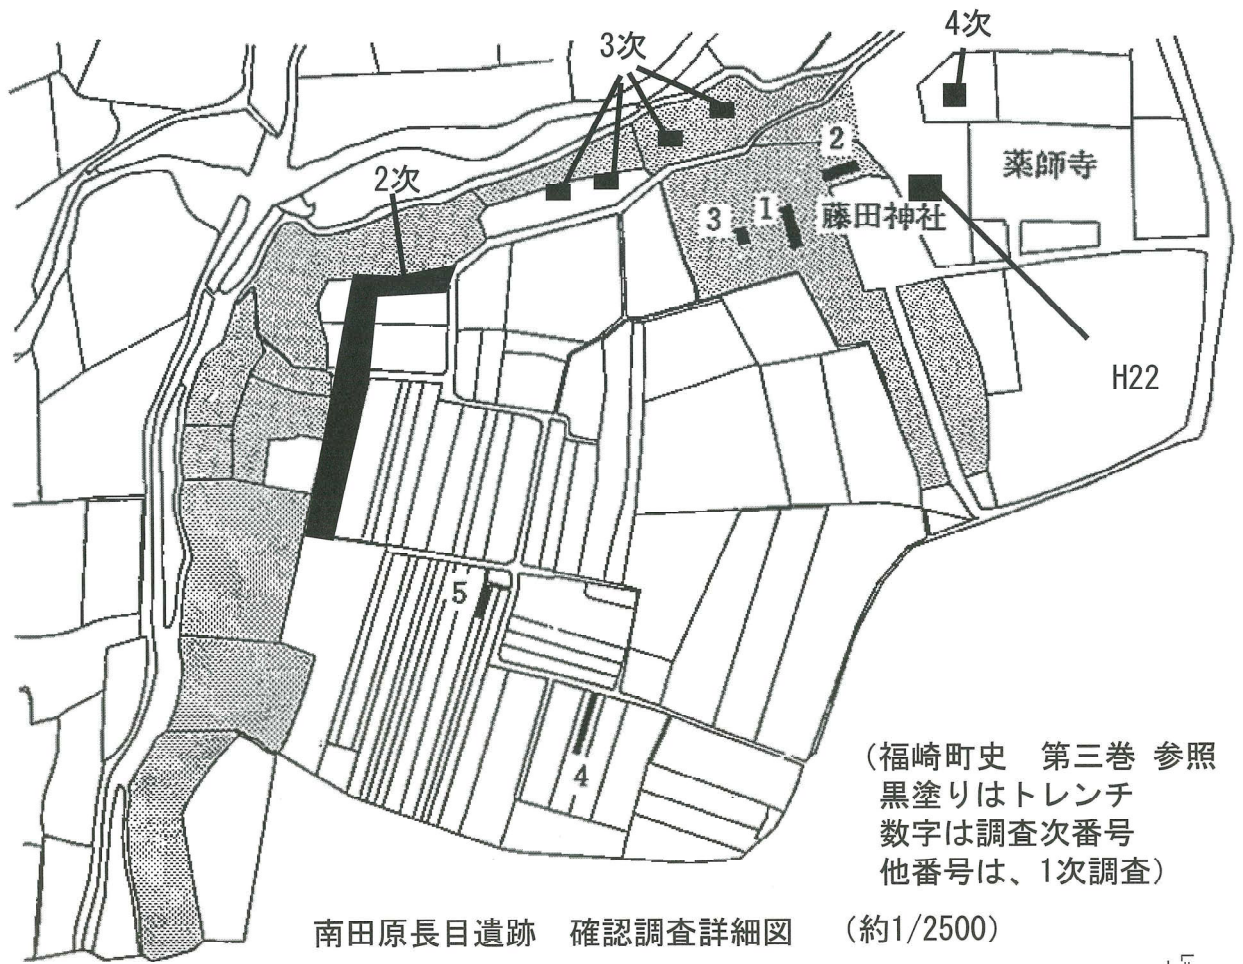 4次
3次
2次
2
薬師寺
3
1
藤田神社
H22
5
4
(福崎町史 第三巻 参照
黒塗りはトレンチ
数字は調査次番号
他番号は、1次調査)
南田原長目遺跡 確認調査詳細図 (約1/2500)